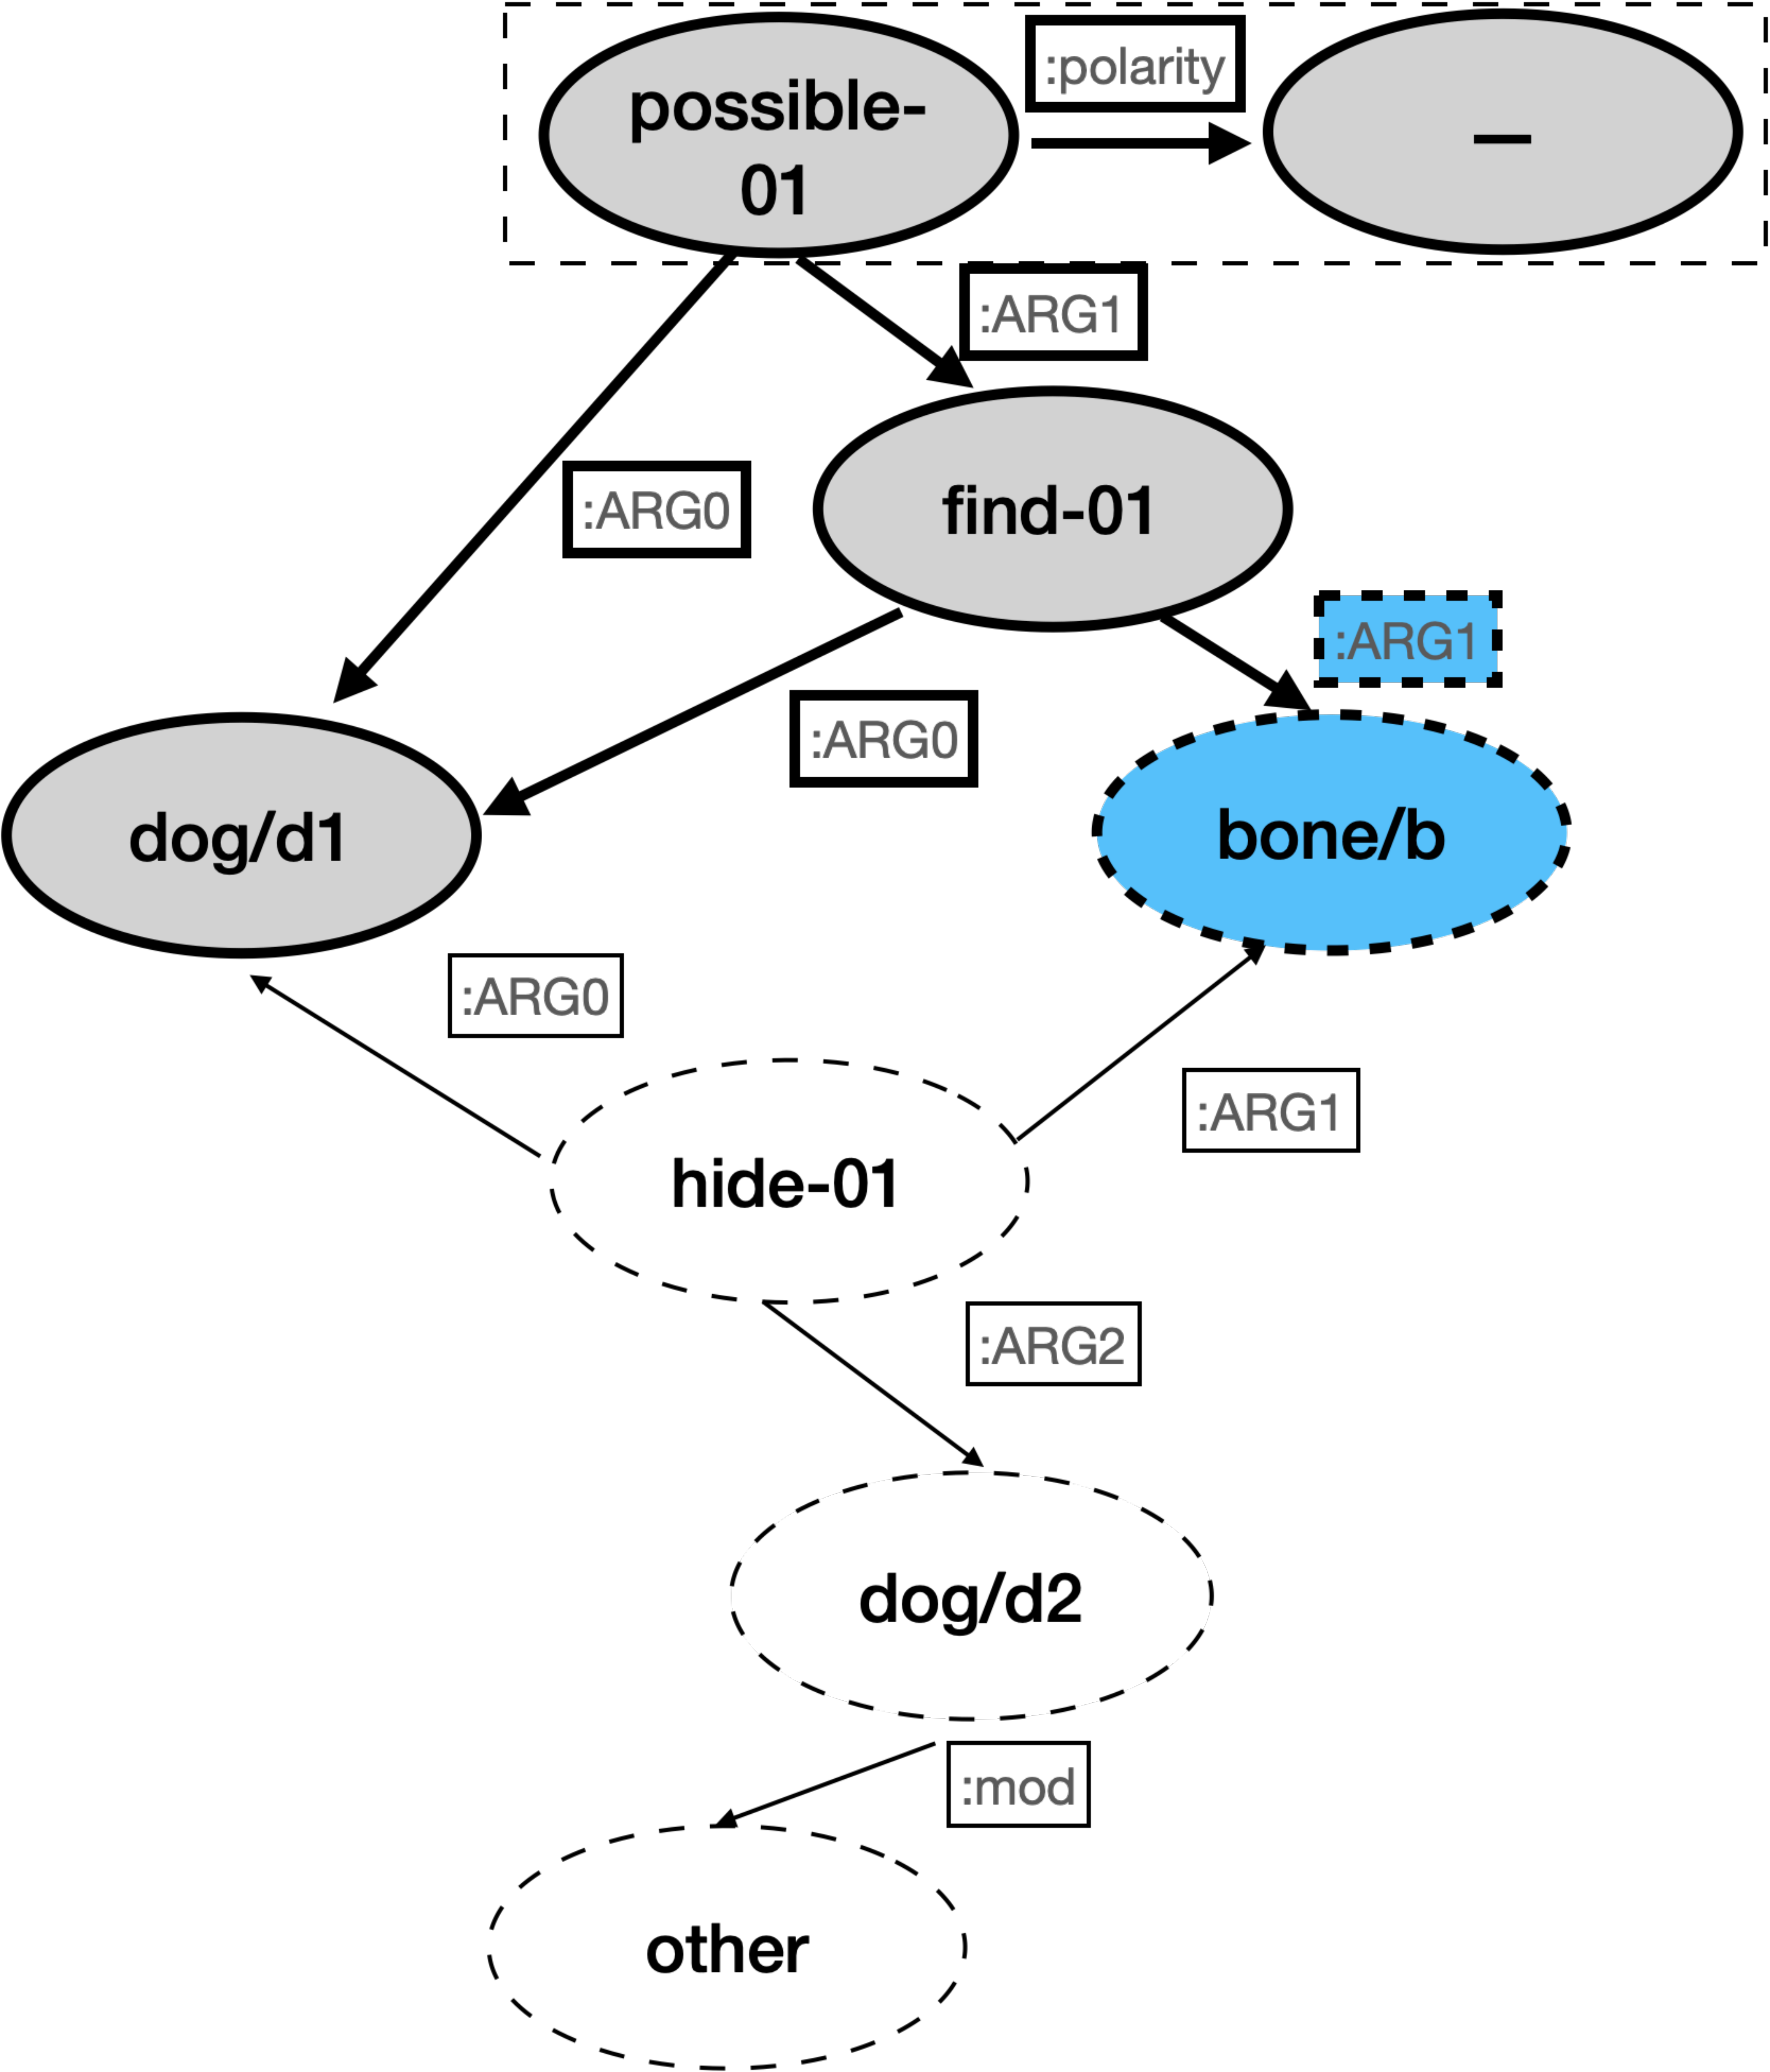 possible-
01
:polarity
—
:ARG1
:ARG0
find-01
:ARG1
:ARG0
dog/d1
bone/b
:ARG0
:ARG1
hide-01
:ARG2
dog/d2
:mod
other